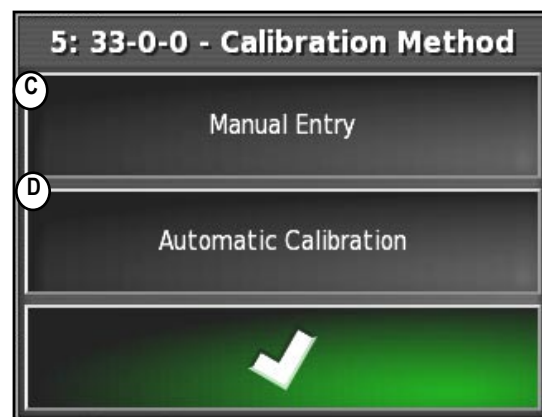 5: 33-0-0 - Calibration Method
C
Manual Entry
D
Automatic Calibration